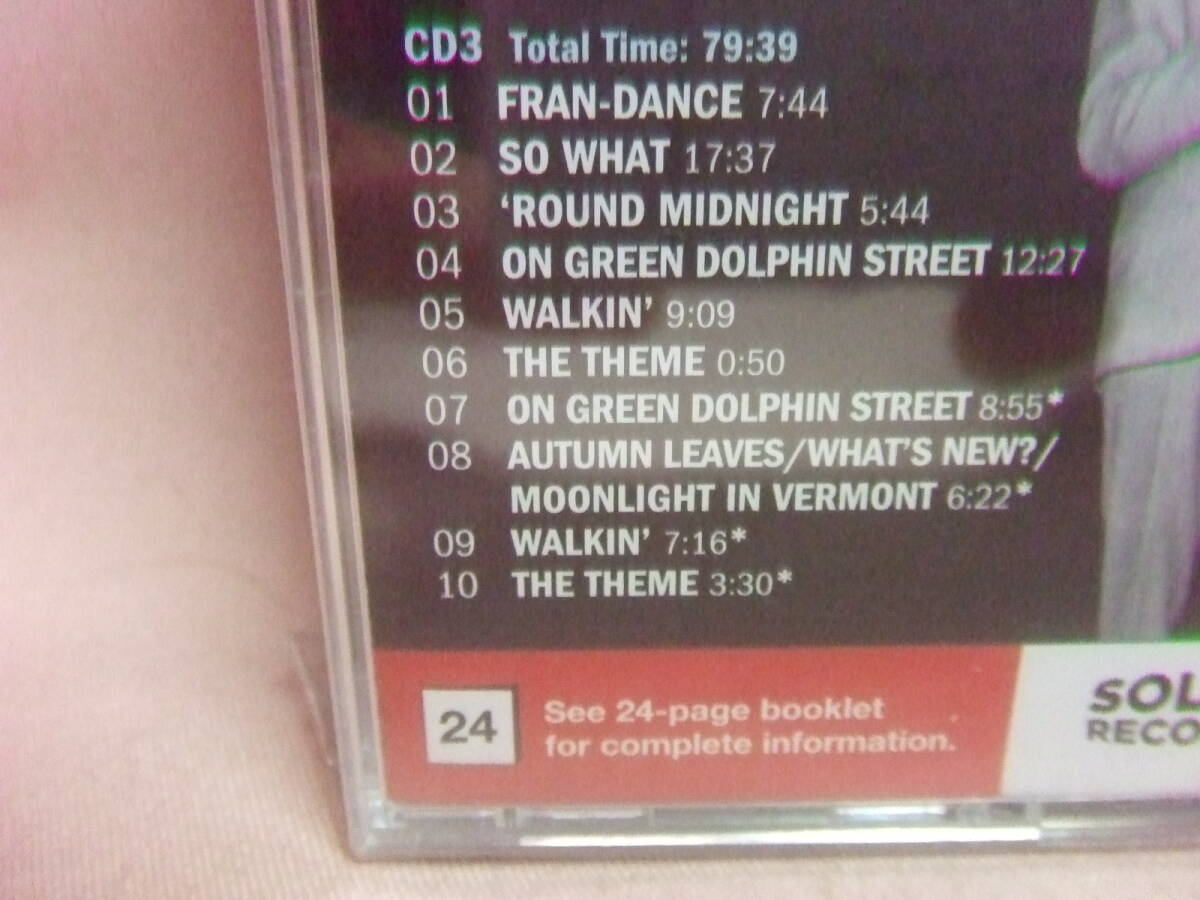 CD3 Total Time: 79:39
01 FRAN-DANCE 7:44
02 SO WHAT 17:37
03 ‘ROUND MIDNIGHT 5:44
04 ON GREEN DOLPHIN STREET 12:27
05 WALKIN’ 9:09
06 THE THEME 0:50
07 ON GREEN DOLPHIN STREET 8:55*
08 AUTUMN LEAVES/WHAT’S NEW?/
MOONLIGHT IN VERMONT 6:22*
09 WALKIN’ 7:16*
10 THE THEME 3:30*
24 See 24-page booklet
for complete information.
SOL
RECO